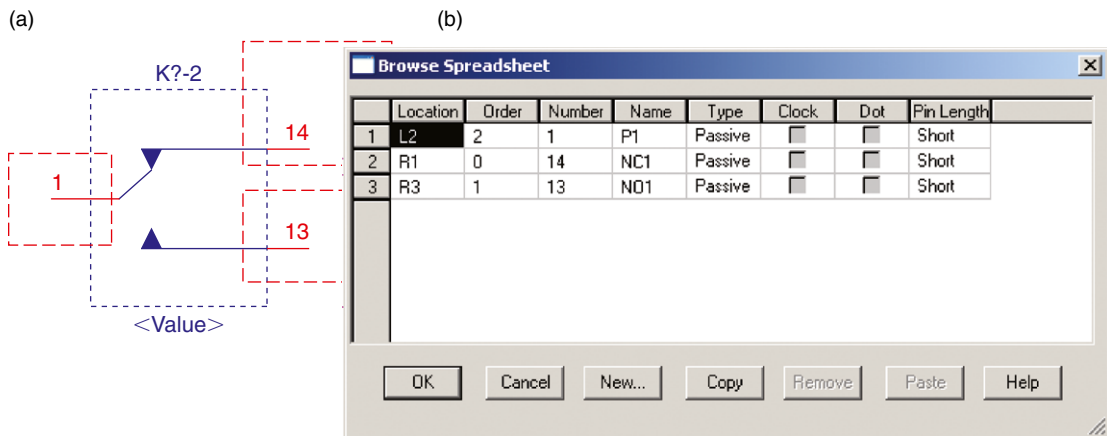 (a)
K?-2
14
1
13
<Value>
(b)
Browse Spreadsheet
Location Order Number Name Type Clock Dot Pin Length
1 L2 2 1 P1 Passive Short
2 R1 0 14 NC1 Passive Short
3 R3 1 13 NO1 Passive Short
OK Cancel New... Copy Remove Paste Help